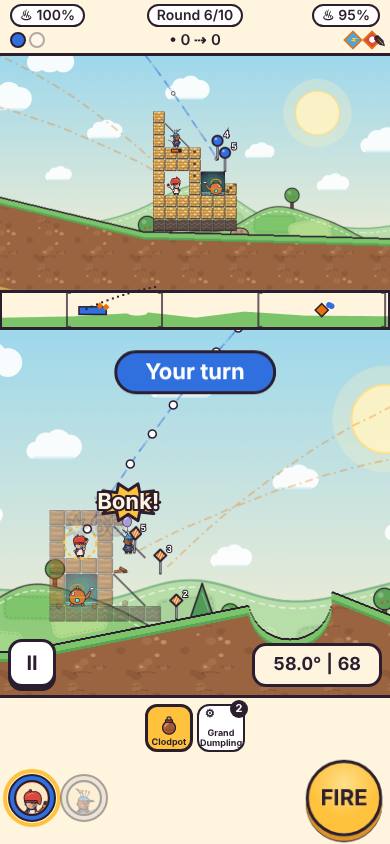 ♨ 100%
Round 6/10
♨ 95%
• 0 ⇢ 0
4
5
Your turn
Bonk!
5
3
2
58.0° | 68
2
Clodpot
Grand
Dumpling
FIRE